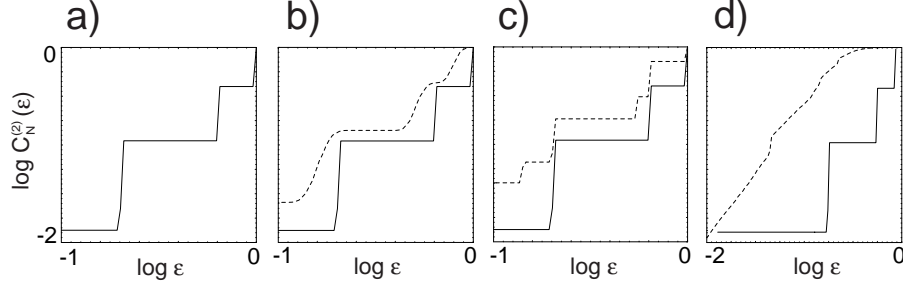 a) b) c) d)
0
log C_N^(2) (ε)
-2
-1 0 -1 0 -1 0 -2 0
log ε log ε log ε log ε